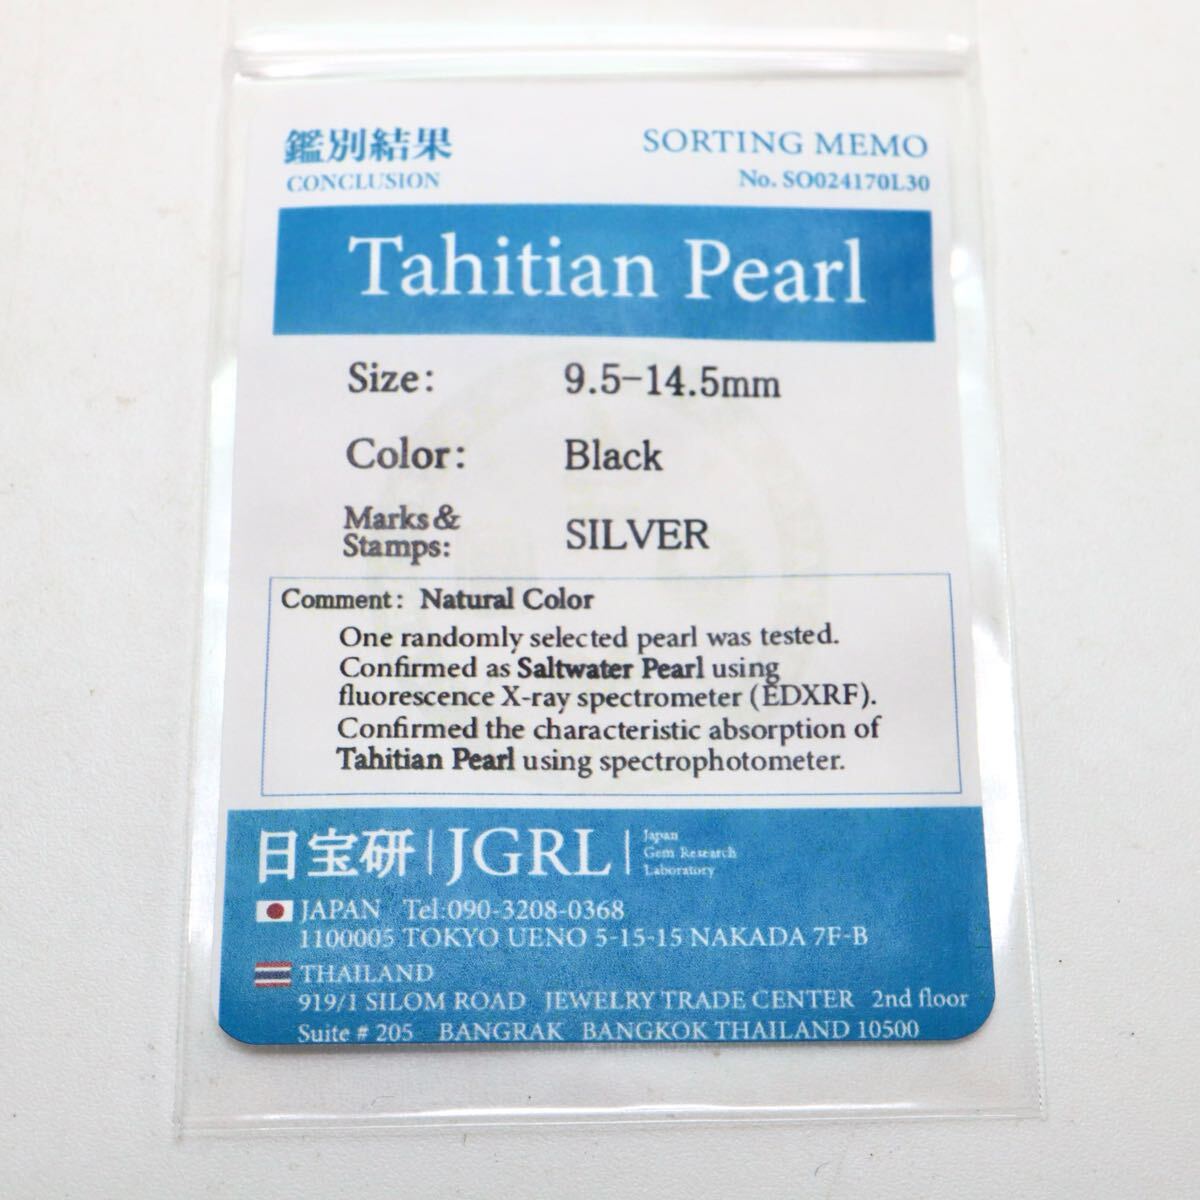 鑑別結果
CONCLUSION
SORTING MEMO
No. SO024170L30
Tahitian Pearl
Size: 9.5-14.5mm
Color: Black
Marks &
Stamps: SILVER
Comment: Natural Color
One randomly selected pearl was tested.
Confirmed as Saltwater Pearl using
fluorescence X-ray spectrometer (EDXRF).
Confirmed the characteristic absorption of
Tahitian Pearl using spectrophotometer.
日宝研 | JGRL |
Japan
Gem Research
Laboratory
JAPAN Tel:090-3208-0368
1100005 TOKYO UENO 5-15-15 NAKADA 7F-B
THAILAND
919/1 SILOM ROAD JEWELRY TRADE CENTER 2nd floor
Suite # 205 BANGRAK BANGKOK THAILAND 10500